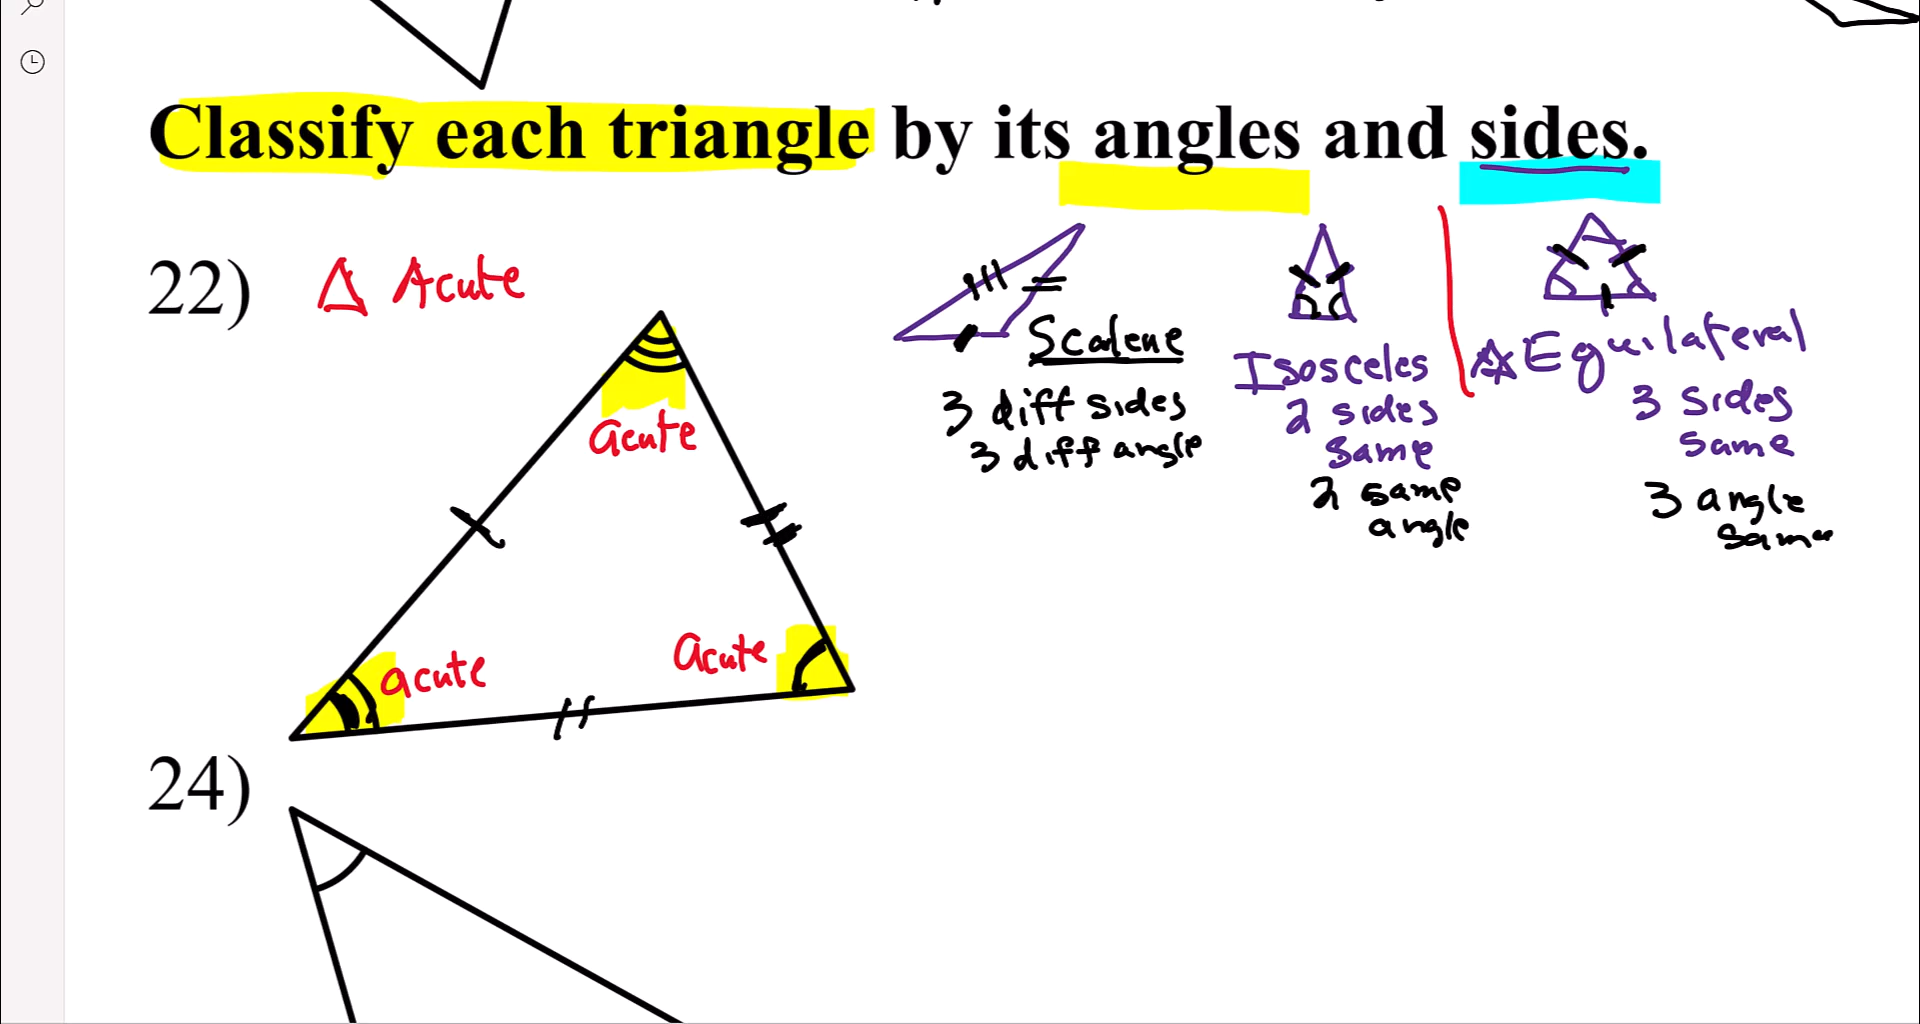 Classify each triangle by its angles and sides.
22) Δ Acute
acute
acute
acute
Scalene
3 diff sides
3 diff angle
Isosceles
2 sides
same
2 same
angle
Equilateral
3 sides
same
3 angle
same
24)